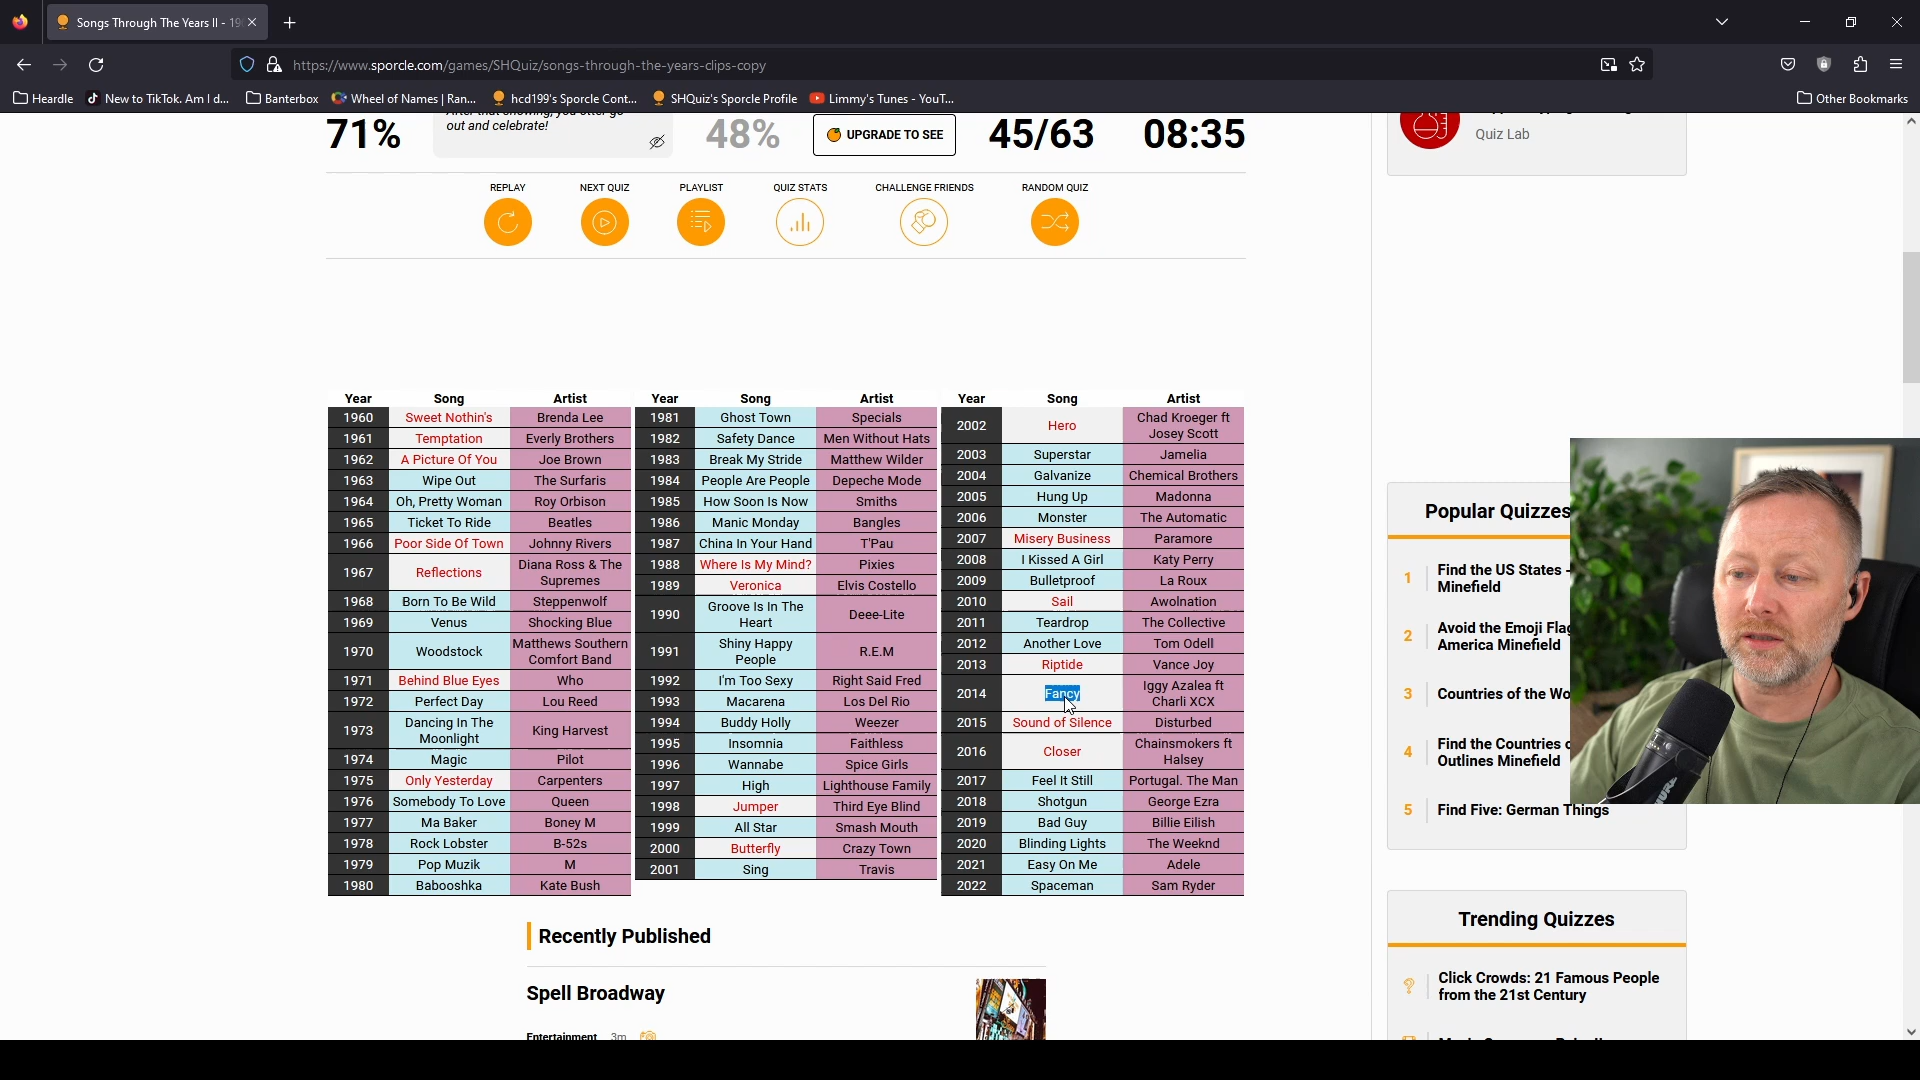 Songs Through The Years II - 19
https://www.sporcle.com/games/SHQuiz/songs-through-the-years-clips-copy
Heardle
New to TikTok. Am I d...
Banterbox
Wheel of Names | Ran...
hcd199's Sporcle Cont...
SHQuiz's Sporcle Profile
Limmy's Tunes - YouT...
Other Bookmarks
71%
out and celebrate!
48%
UPGRADE TO SEE
45/63
08:35
Quiz Lab
REPLAY
NEXT QUIZ
PLAYLIST
QUIZ STATS
CHALLENGE FRIENDS
RANDOM QUIZ
Year Song Artist
1960 Sweet Nothin's Brenda Lee
1961 Temptation Everly Brothers
1962 A Picture Of You Joe Brown
1963 Wipe Out The Surfaris
1964 Oh, Pretty Woman Roy Orbison
1965 Ticket To Ride Beatles
1966 Poor Side Of Town Johnny Rivers
1967 Reflections Diana Ross & The
Supremes
1968 Born To Be Wild Steppenwolf
1969 Venus Shocking Blue
1970 Woodstock Matthews Southern
Comfort Band
1971 Behind Blue Eyes Who
1972 Perfect Day Lou Reed
1973 Dancing In The
Moonlight King Harvest
1974 Magic Pilot
1975 Only Yesterday Carpenters
1976 Somebody To Love Queen
1977 Ma Baker Boney M
1978 Rock Lobster B-52s
1979 Pop Muzik M
1980 Babooshka Kate Bush
Year Song Artist
1981 Ghost Town Specials
1982 Safety Dance Men Without Hats
1983 Break My Stride Matthew Wilder
1984 People Are People Depeche Mode
1985 How Soon Is Now Smiths
1986 Manic Monday Bangles
1987 China In Your Hand T'Pau
1988 Where Is My Mind? Pixies
1989 Veronica Elvis Costello
1990 Groove Is In The
Heart Deee-Lite
1991 Shiny Happy
People R.E.M
1992 I'm Too Sexy Right Said Fred
1993 Macarena Los Del Rio
1994 Buddy Holly Weezer
1995 Insomnia Faithless
1996 Wannabe Spice Girls
1997 High Lighthouse Family
1998 Jumper Third Eye Blind
1999 All Star Smash Mouth
2000 Butterfly Crazy Town
2001 Sing Travis
Year Song Artist
2002 Hero Chad Kroeger ft
Josey Scott
2003 Superstar Jamelia
2004 Galvanize Chemical Brothers
2005 Hung Up Madonna
2006 Monster The Automatic
2007 Misery Business Paramore
2008 I Kissed A Girl Katy Perry
2009 Bulletproof La Roux
2010 Sail Awolnation
2011 Teardrop The Collective
2012 Another Love Tom Odell
2013 Riptide Vance Joy
2014 Fancy Iggy Azalea ft
Charli XCX
2015 Sound of Silence Disturbed
2016 Closer Chainsmokers ft
Halsey
2017 Feel It Still Portugal. The Man
2018 Shotgun George Ezra
2019 Bad Guy Billie Eilish
2020 Blinding Lights The Weeknd
2021 Easy On Me Adele
2022 Spaceman Sam Ryder
Popular Quizzes
1 Find the US States -
Minefield
2 Avoid the Emoji Flag
America Minefield
3 Countries of the Wo
4 Find the Countries
Outlines Minefield
5 Find Five: German Things
Trending Quizzes
Click Crowds: 21 Famous People
from the 21st Century
Recently Published
Spell Broadway
Entertainment 3m